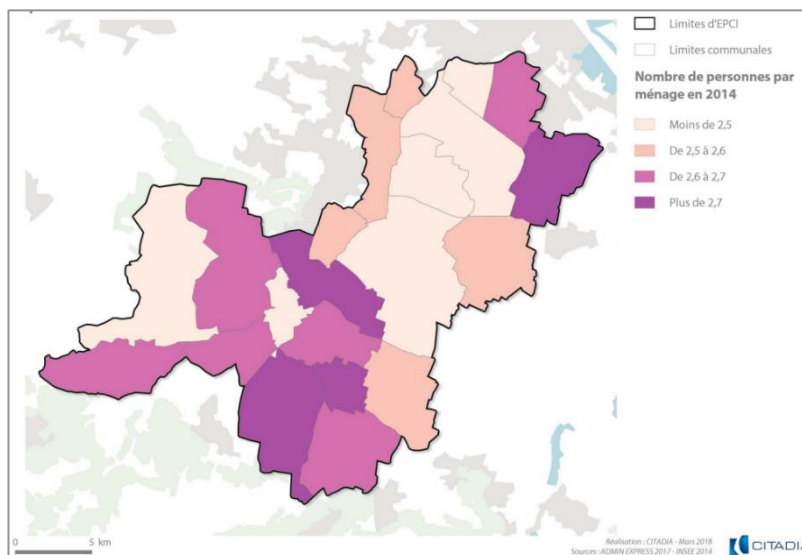 Limites d'EPCI
Limites communales
Nombre de personnes par
ménage en 2014
Moins de 2,5
De 2,5 à 2,6
De 2,6 à 2,7
Plus de 2,7
0 5 km
Réalisation : CITADIA - Mars 2018
Sources : ADMIN EXPRESS 2017 - INSEE 2014
CITADIA